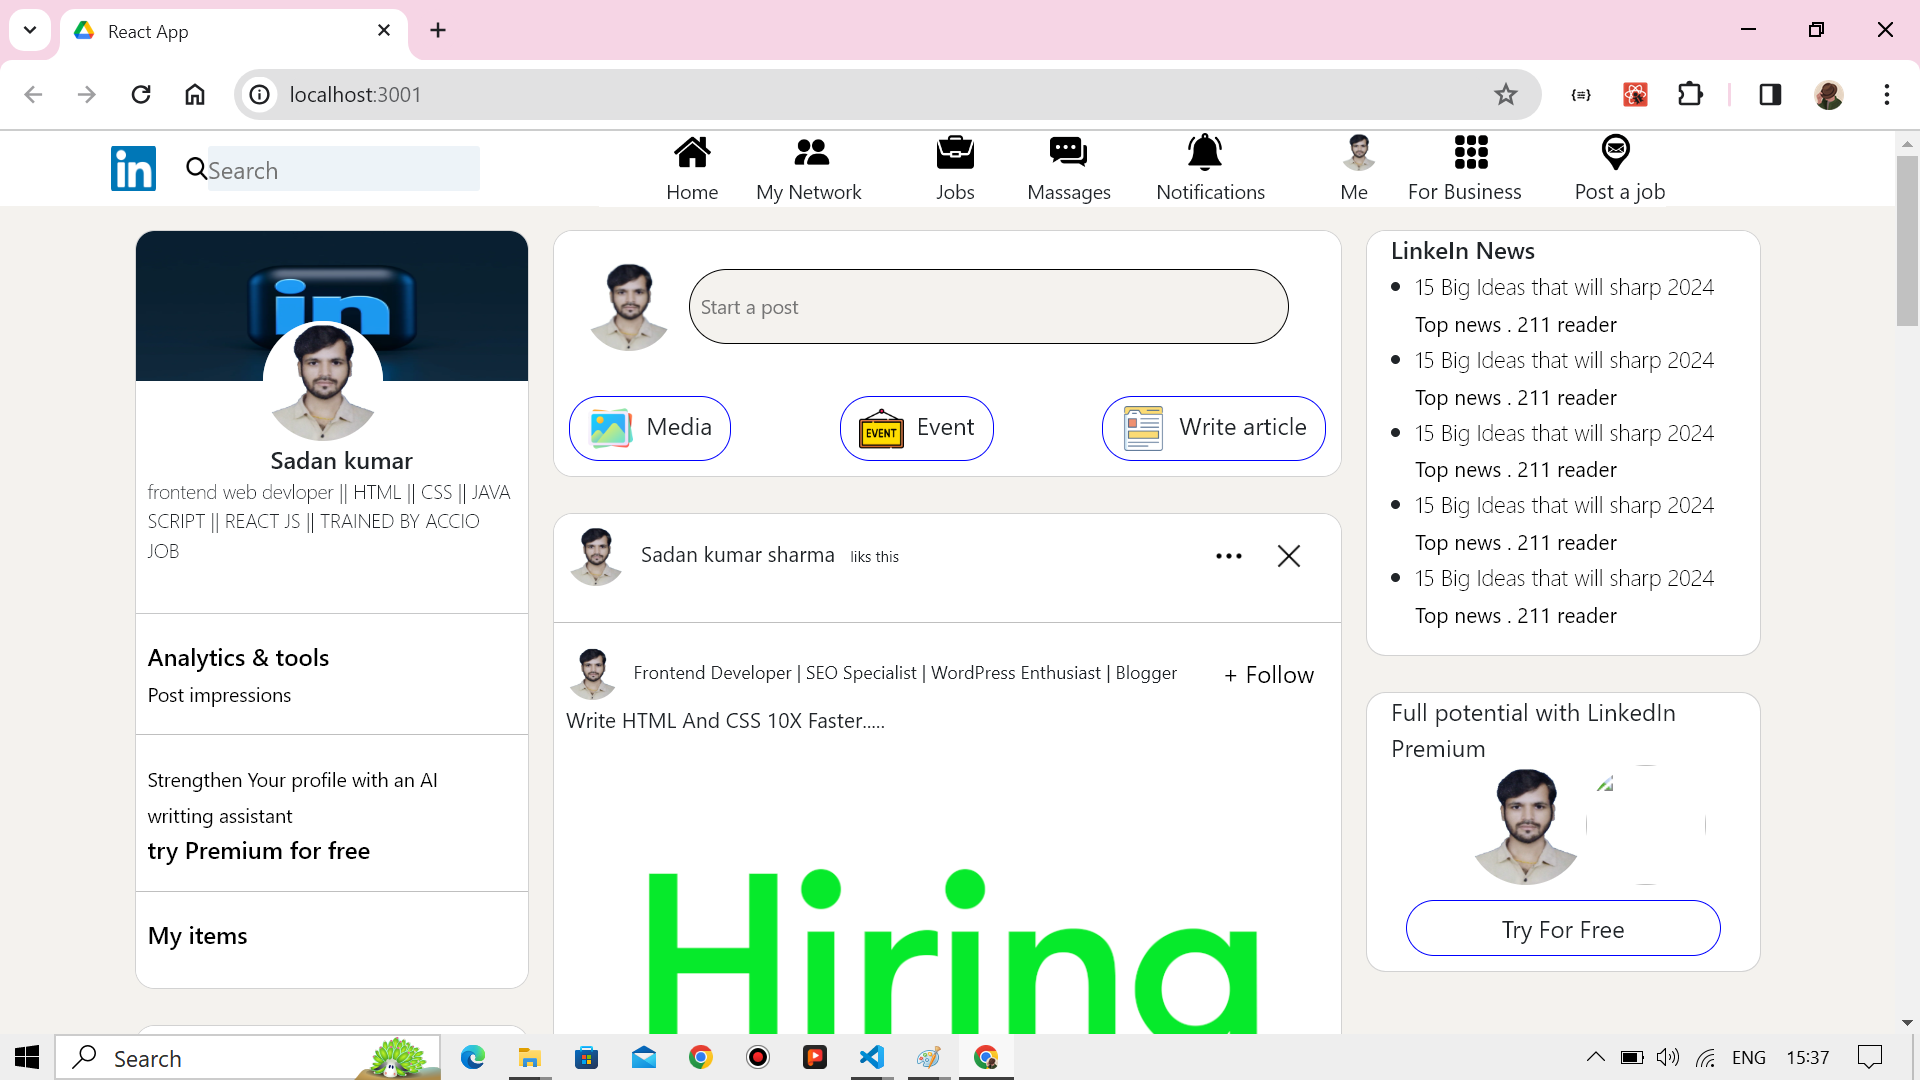 React App
localhost:3001
in
Search
Home
My Network
Jobs
Massages
Notifications
Me
For Business
Post a job
in
Sadan kumar
frontend web devloper || HTML || CSS || JAVA
SCRIPT || REACT JS || TRAINED BY ACCIO
JOB
Analytics & tools
Post impressions
Strengthen Your profile with an AI
writting assistant
try Premium for free
My items
Start a post
Media
EVENT
Event
Write article
Sadan kumar sharma liks this
Frontend Developer | SEO Specialist | WordPress Enthusiast | Blogger
+ Follow
Write HTML And CSS 10X Faster.....
Hiring
LinkeIn News
15 Big Ideas that will sharp 2024
Top news . 211 reader
15 Big Ideas that will sharp 2024
Top news . 211 reader
15 Big Ideas that will sharp 2024
Top news . 211 reader
15 Big Ideas that will sharp 2024
Top news . 211 reader
15 Big Ideas that will sharp 2024
Top news . 211 reader
Full potential with LinkedIn
Premium
Try For Free
Search
ENG
15:37